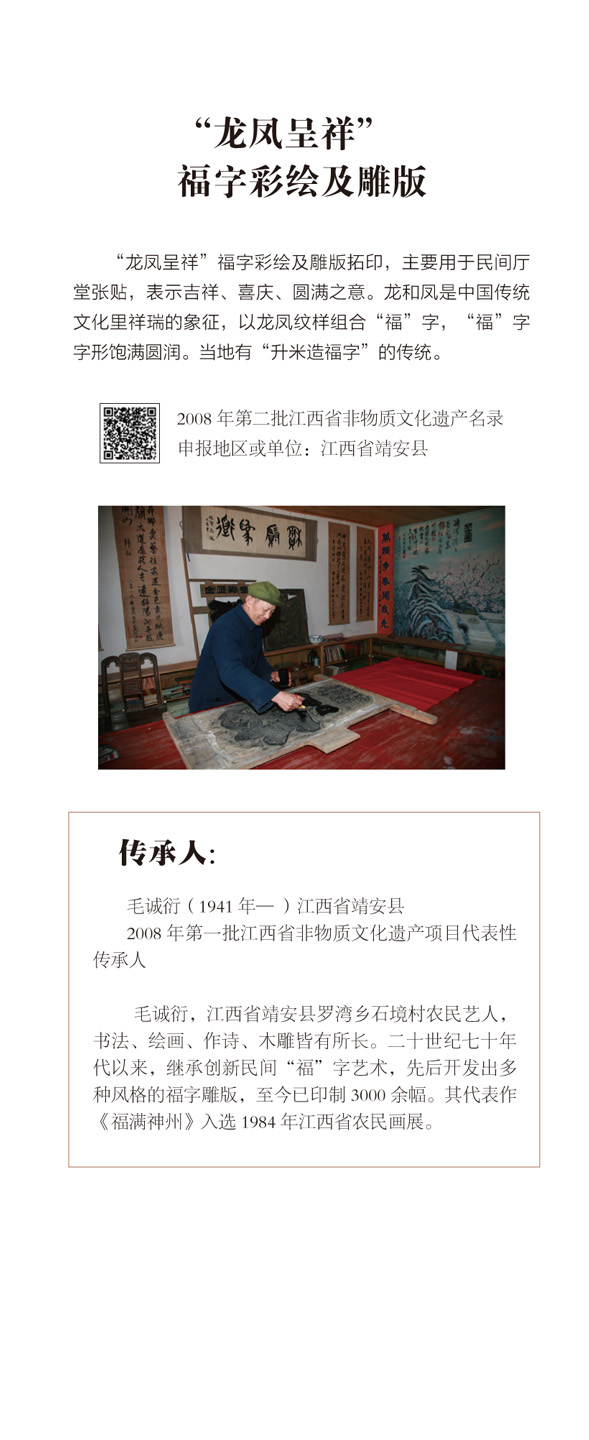 “龙凤呈祥”
福字彩绘及雕版
“龙凤呈祥”福字彩绘及雕版拓印，主要用于民间厅
堂张贴，表示吉祥、喜庆、圆满之意。龙和凤是中国传统
文化里祥瑞的象征，以龙凤纹样组合“福”字，“福”字
字形饱满圆润。当地有“升米造福字”的传统。
2008 年第二批江西省非物质文化遗产名录
申报地区或单位：江西省靖安县
传承人：
毛诚衍（1941 年— ）江西省靖安县
2008 年第一批江西省非物质文化遗产项目代表性
传承人
毛诚衍，江西省靖安县罗湾乡石境村农民艺人，
书法、绘画、作诗、木雕皆有所长。二十世纪七十年
代以来，继承创新民间“福”字艺术，先后开发出多
种风格的福字雕版，至今已印制 3000 余幅。其代表作
《福满神州》入选 1984 年江西省农民画展。